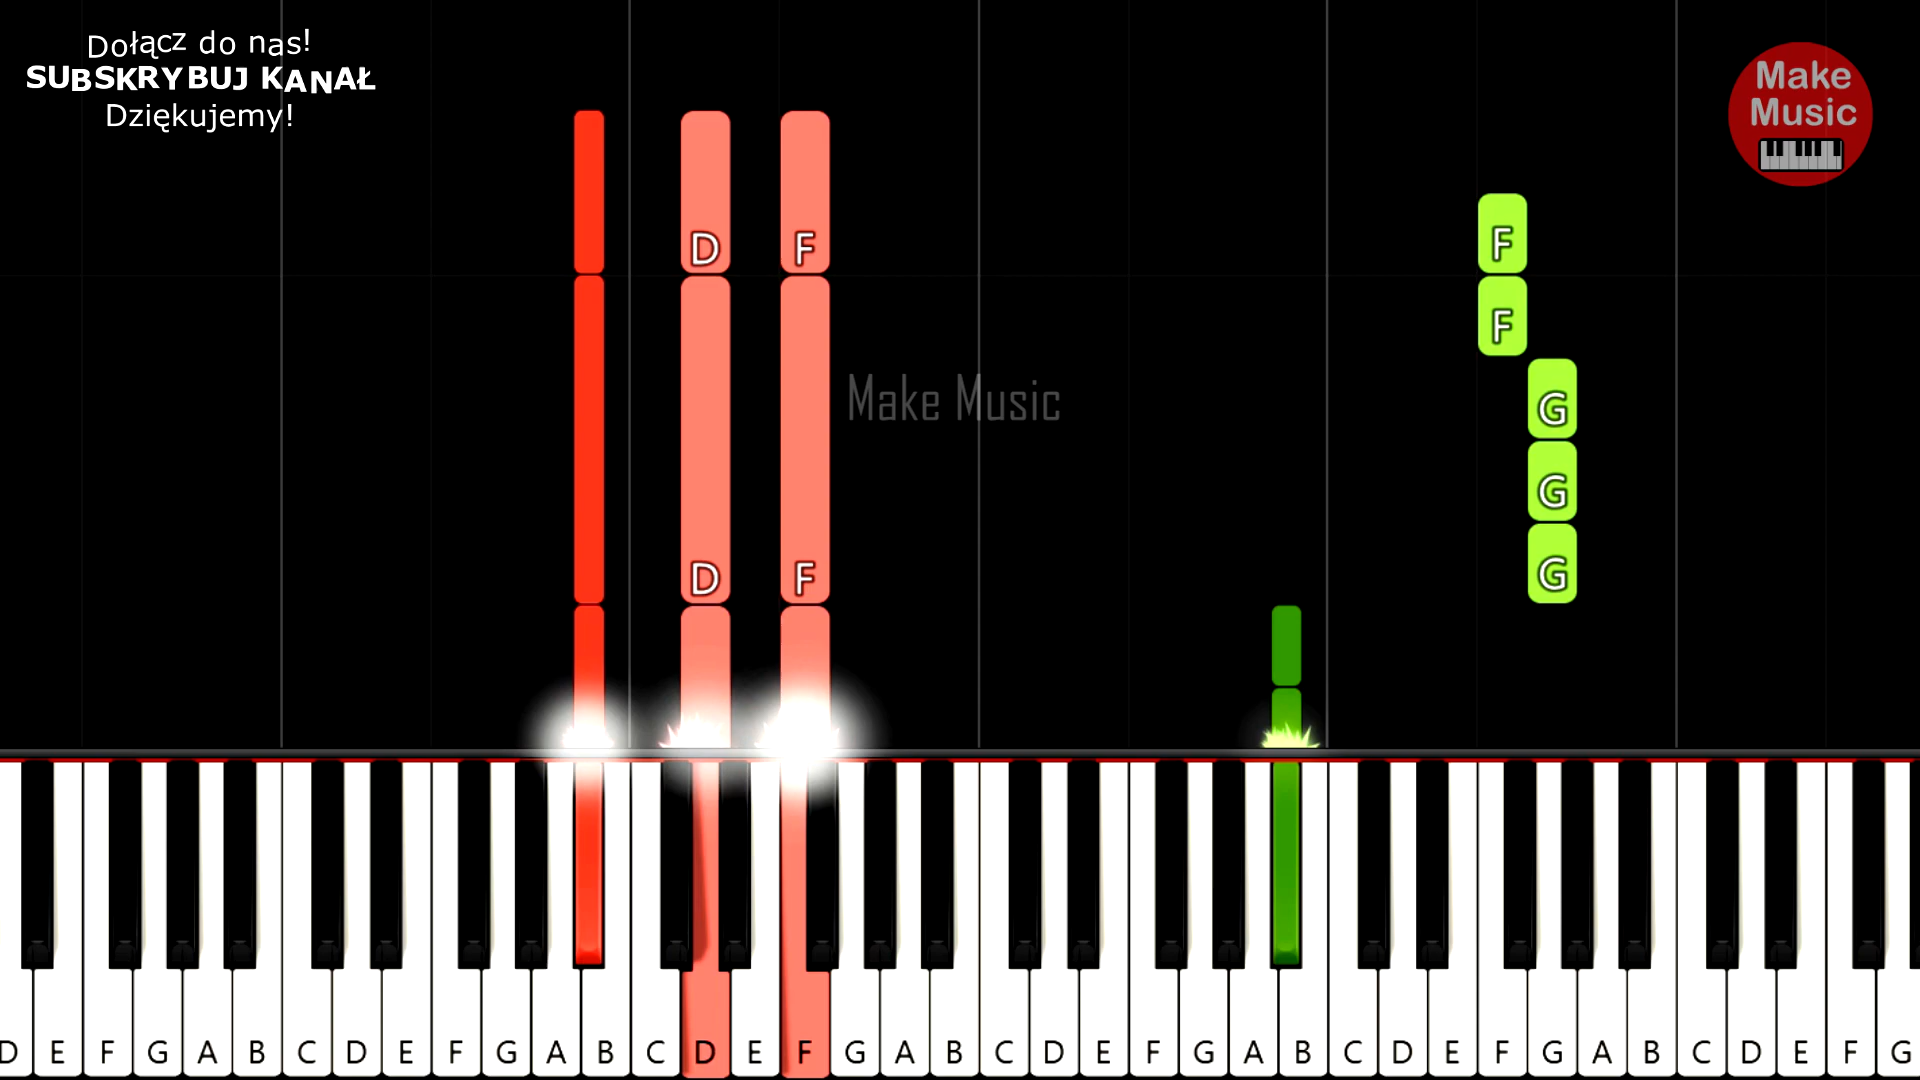 Dołącz do nas!
SUBSKRYBUJ KANAŁ
Dziękujemy!
Make
Music
D F F
F
Make Music
G
G
D F G
D E F G A B C D E F G A B C D E F G A B C D E F G A B C D E F G A B C D E F G